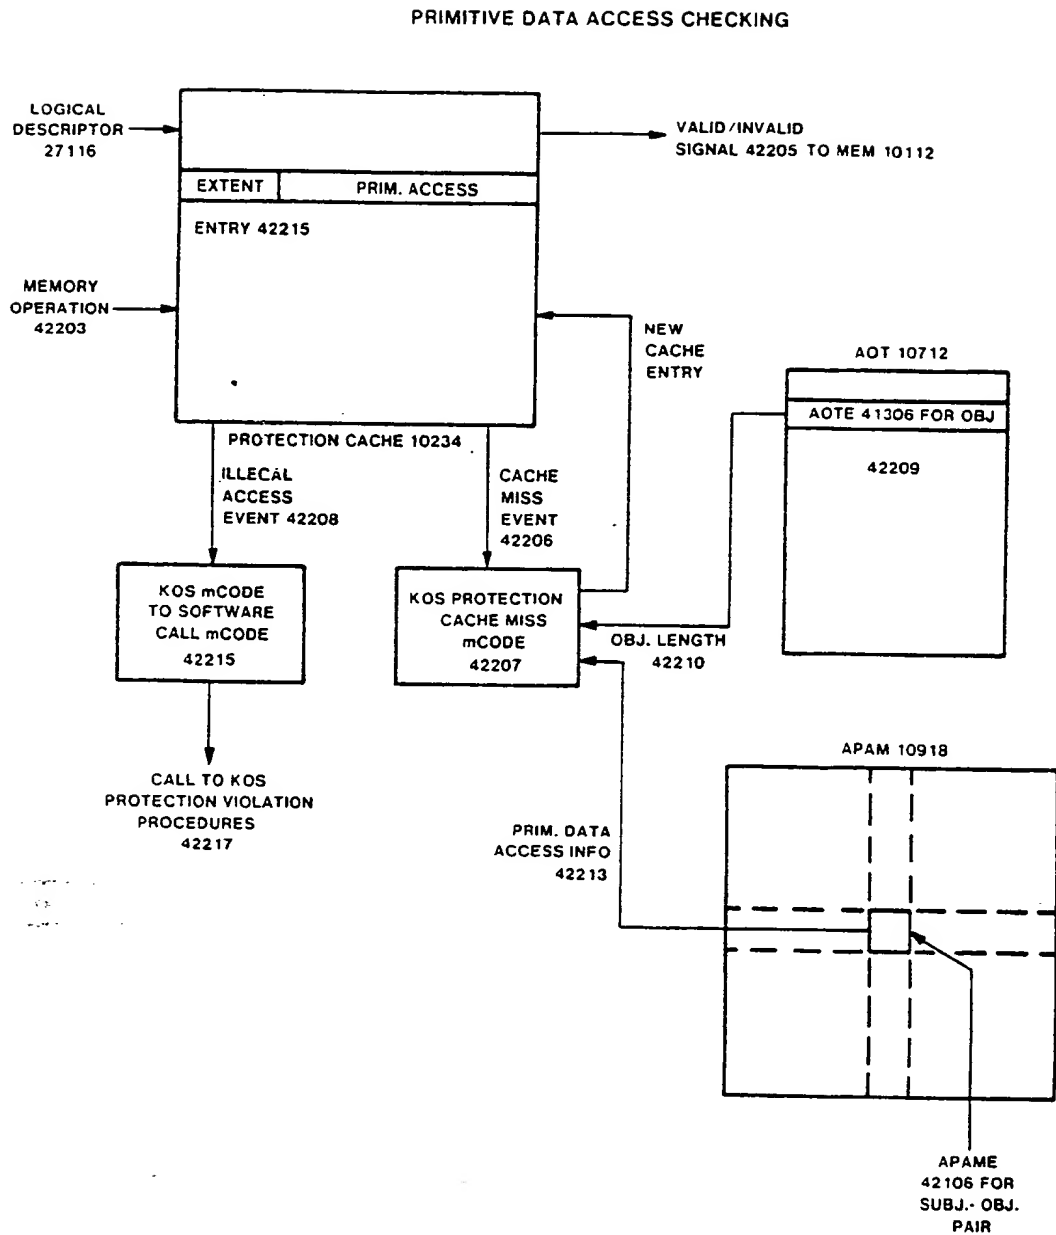 PRIMITIVE DATA ACCESS CHECKING
LOGICAL
DESCRIPTOR
27116
VALID/INVALID
SIGNAL 42205 TO MEM 10112
EXTENT
PRIM. ACCESS
ENTRY 42215
MEMORY
OPERATION
42203
NEW
CACHE
ENTRY
AOT 10712
AOTE 41306 FOR OBJ
42209
PROTECTION CACHE 10234
ILLECAL
ACCESS
EVENT 42208
CACHE
MISS
EVENT
42206
KOS mCODE
TO SOFTWARE
CALL mCODE
42215
KOS PROTECTION
CACHE MISS
mCODE
42207
OBJ. LENGTH
42210
CALL TO KOS
PROTECTION VIOLATION
PROCEDURES
42217
APAM 10918
PRIM. DATA
ACCESS INFO
42213
APAME
42106 FOR
SUBJ.- OBJ.
PAIR